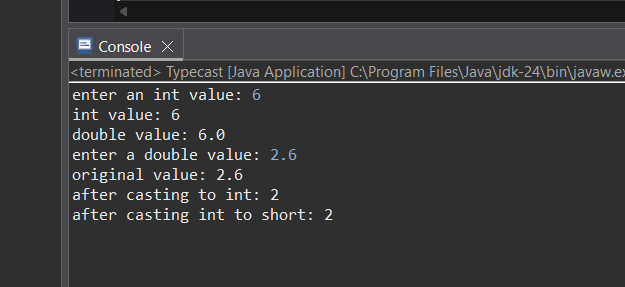 Console
<terminated> Typecast [Java Application] C:\Program Files\Java\jdk-24\bin\javaw.ex
enter an int value: 6
int value: 6
double value: 6.0
enter a double value: 2.6
original value: 2.6
after casting to int: 2
after casting int to short: 2